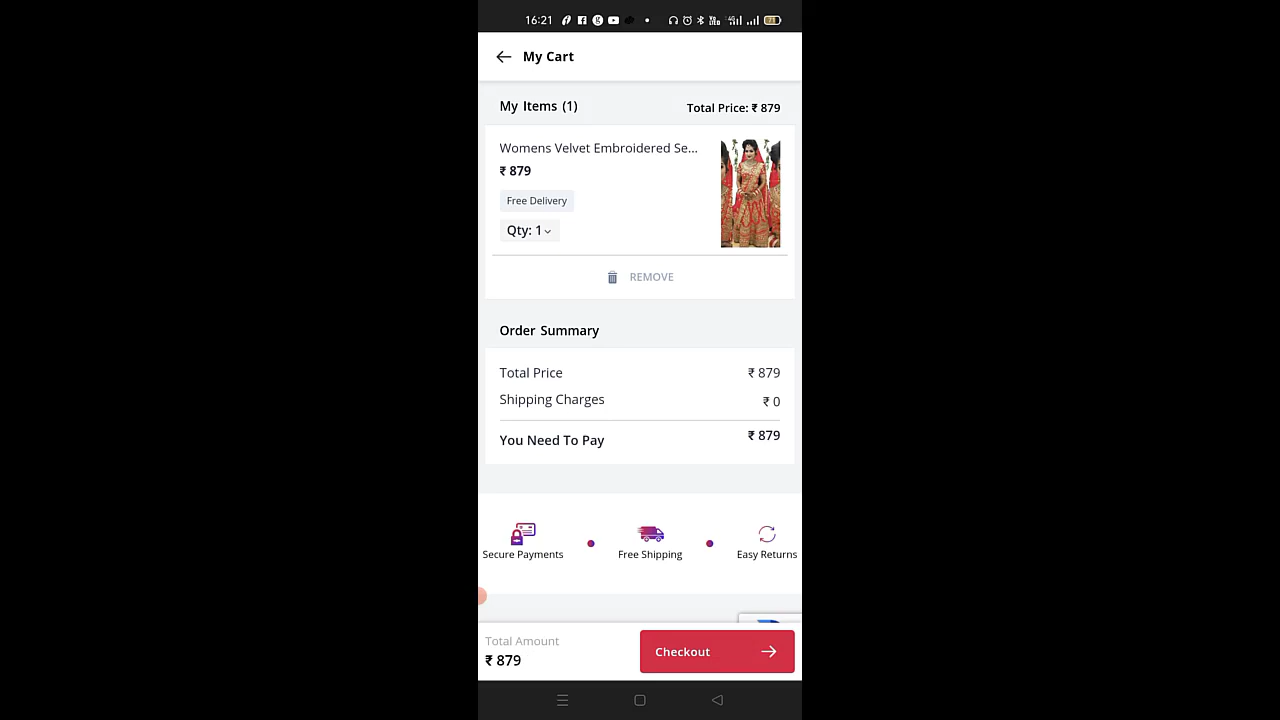 16:21
My Cart
My Items (1)
Total Price: ₹ 879
Womens Velvet Embroidered Se...
₹ 879
Free Delivery
Qty: 1
REMOVE
Order Summary
Total Price ₹ 879
Shipping Charges ₹ 0
You Need To Pay ₹ 879
Secure Payments Free Shipping Easy Returns
Total Amount
₹ 879
Checkout